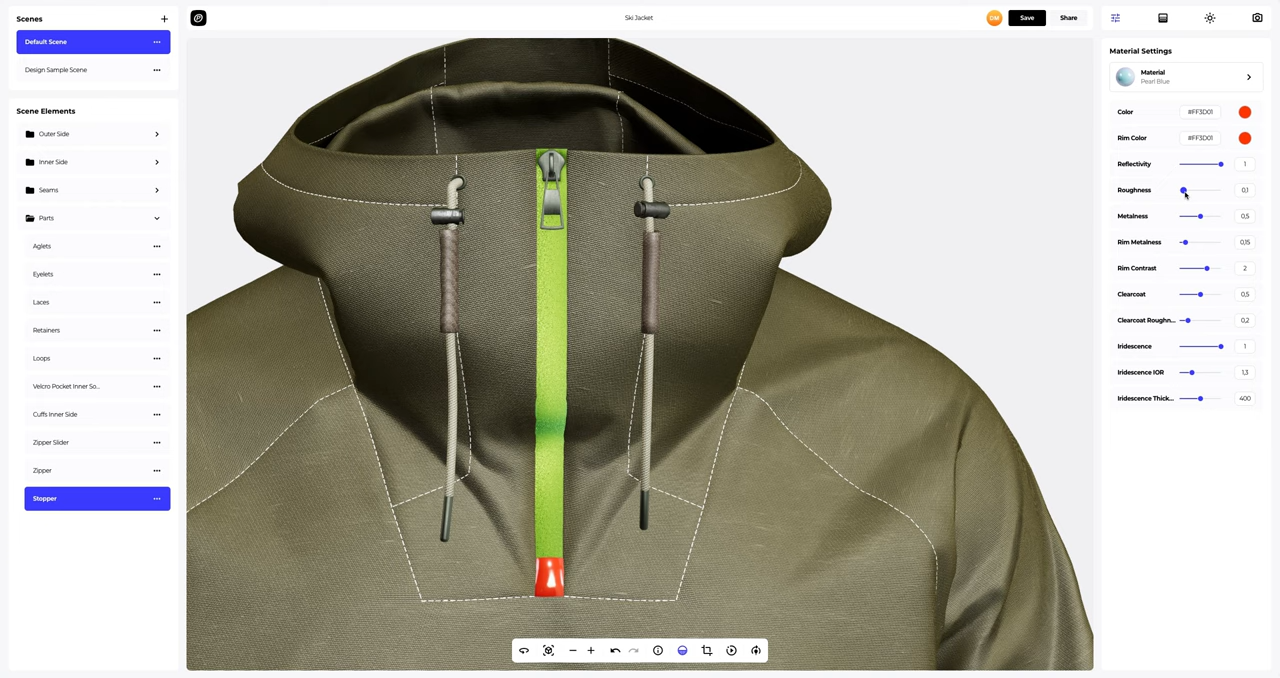 Scenes
Default Scene
Design Sample Scene
Scene Elements
Outer Side
Inner Side
Seams
Parts
Aglets
Eyelets
Laces
Retainers
Loops
Velcro Pocket Inner So...
Cuffs Inner Side
Zipper Slider
Zipper
Stopper
Ski Jacket
DM
Save
Share
Material Settings
Material
Pearl Blue
Color #FF3D01
Rim Color #FF3D01
Reflectivity 1
Roughness 0,1
Metalness 0,5
Rim Metalness 0,15
Rim Contrast 2
Clearcoat 0,5
Clearcoat Roughn... 0,2
Iridescence 1
Iridescence IOR 1,3
Iridescence Thick... 400